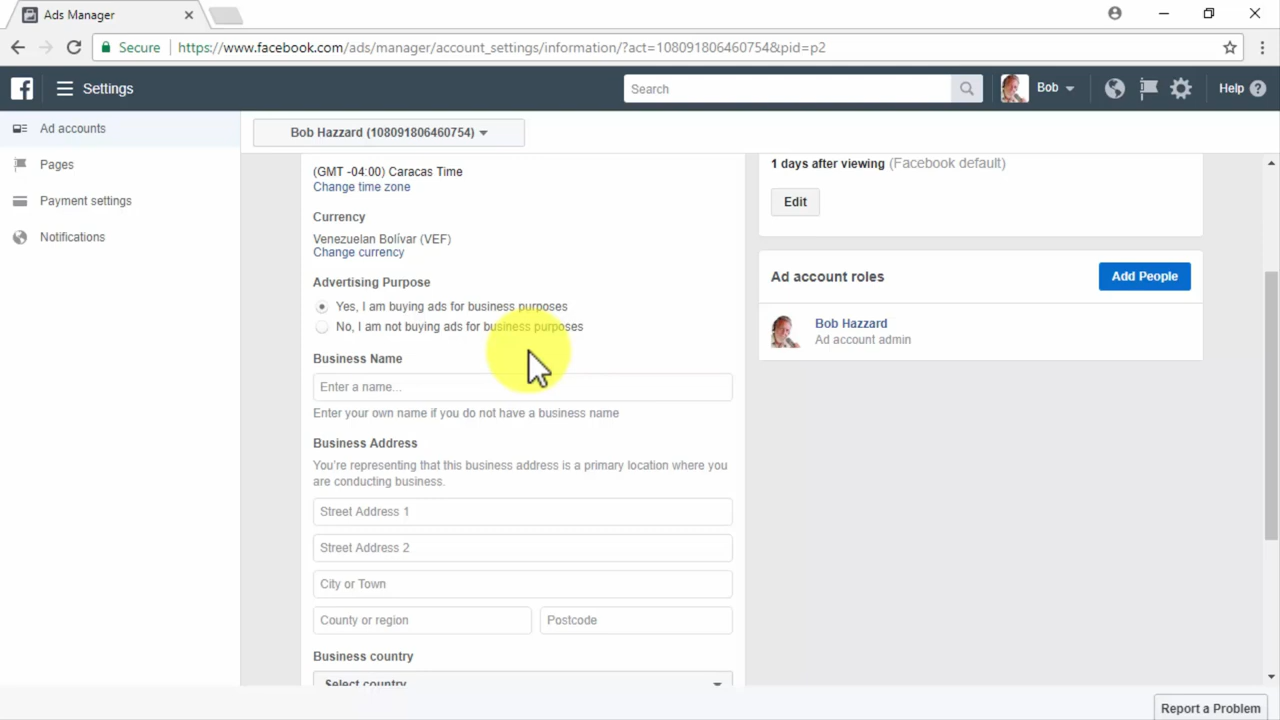 Ads Manager
Secure https://www.facebook.com/ads/manager/account_settings/information/?act=108091806460754&pid=p2
Settings
Search
Bob
Help ?
Ad accounts
Pages
Payment settings
Notifications
Bob Hazzard (108091806460754)
(GMT -04:00) Caracas Time
Change time zone
Currency
Venezuelan Bolívar (VEF)
Change currency
Advertising Purpose
Yes, I am buying ads for business purposes
No, I am not buying ads for business purposes
Business Name
Enter a name...
Enter your own name if you do not have a business name
Business Address
You're representing that this business address is a primary location where you
are conducting business.
Street Address 1
Street Address 2
City or Town
County or region
Postcode
Business country
Select country
1 days after viewing (Facebook default)
Edit
Ad account roles
Add People
Bob Hazzard
Ad account admin
Report a Problem